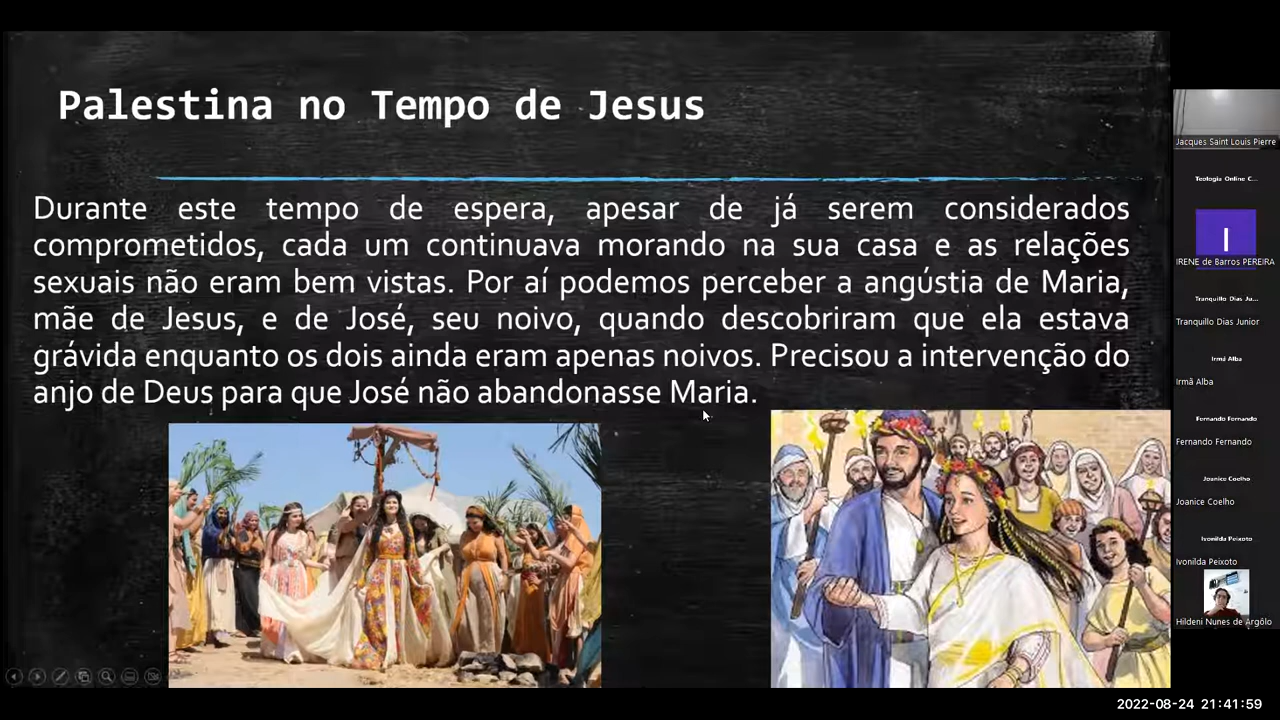 Palestina no Tempo de Jesus
Durante este tempo de espera, apesar de já serem considerados
comprometidos, cada um continuava morando na sua casa e as relações
sexuais não eram bem vistas. Por aí podemos perceber a angústia de Maria,
mãe de Jesus, e de José, seu noivo, quando descobriram que ela estava
grávida enquanto os dois ainda eram apenas noivos. Precisou a intervenção do
anjo de Deus para que José não abandonasse Maria.
Jacques Saint Louis Pierre
Teologia Online C...
I
IRENE de Barros PEREIRA
Tranquillo Dias Ju...
Tranquillo Dias Junior
Irmã Alba
Irmã Alba
Fernando Fernando
Fernando Fernando
Joanice Coelho
Joanice Coelho
Ivonilda Peixoto
Ivonilda Peixoto
Hildeni Nunes de Argôlo
2022-08-24 21:41:59